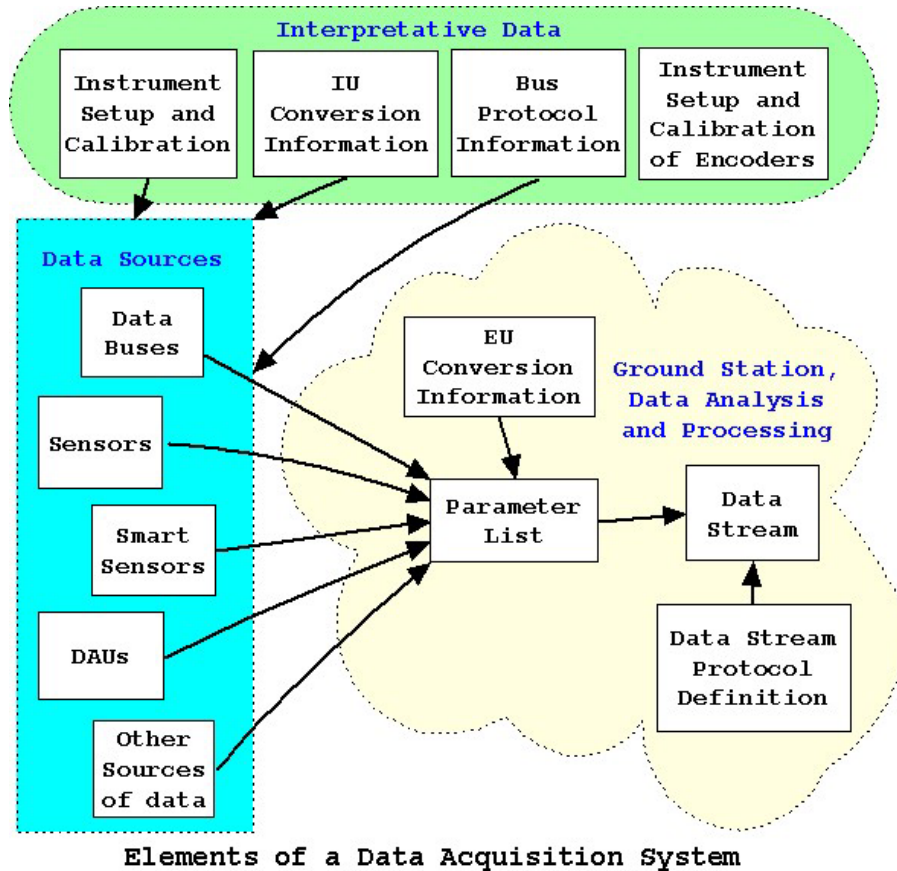 Interpretative Data
Instrument
Setup and
Calibration
IU
Conversion
Information
Bus
Protocol
Information
Instrument
Setup and
Calibration
of Encoders
Data Sources
Data
Buses
Sensors
Smart
Sensors
DAUs
Other
Sources
of data
EU
Conversion
Information
Ground Station,
Data Analysis
and Processing
Parameter
List
Data
Stream
Data Stream
Protocol
Definition
Elements of a Data Acquisition System